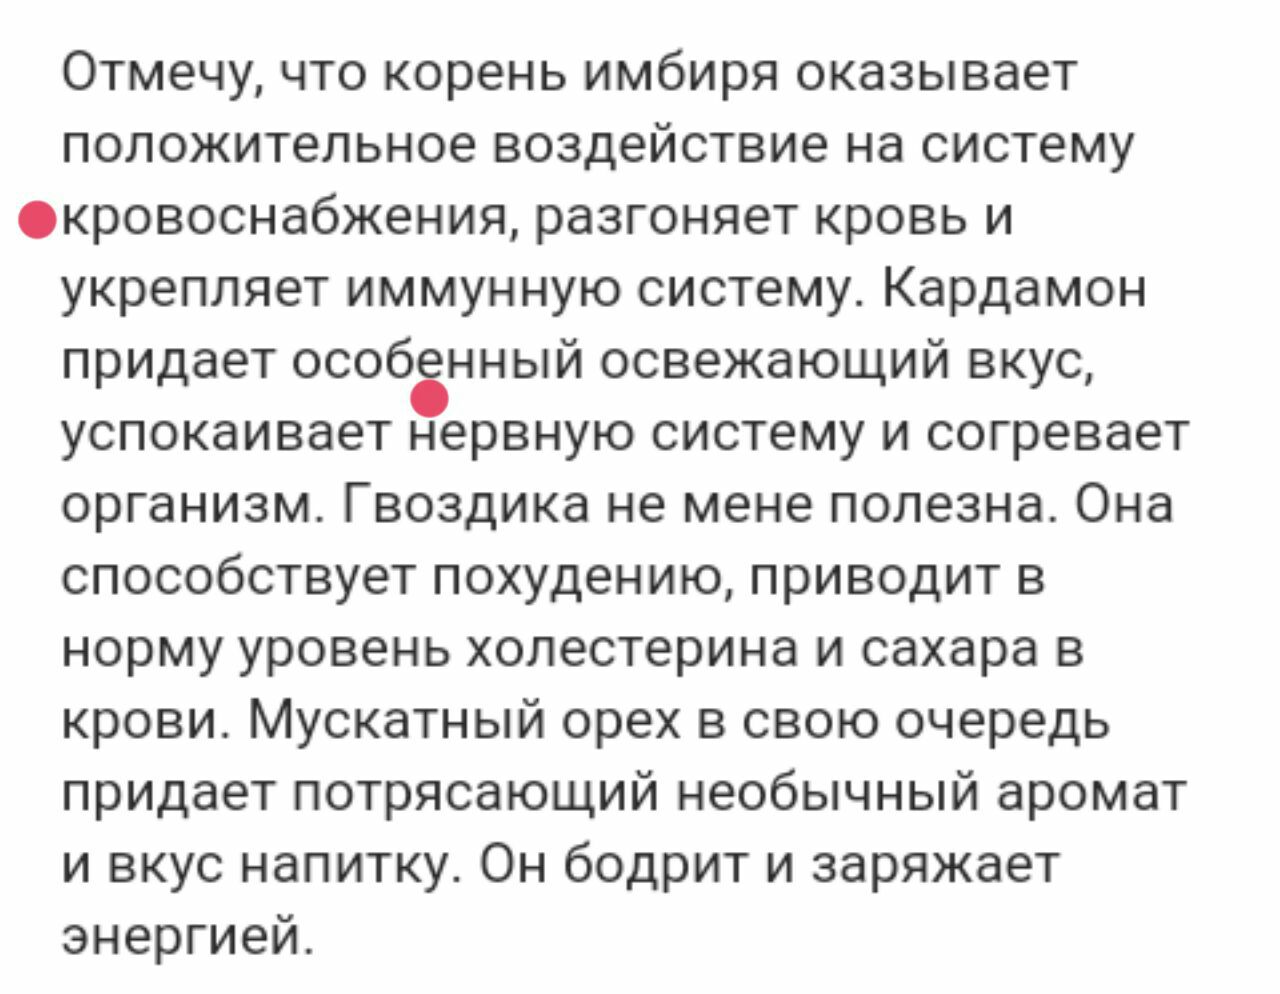 Отмечу, что корень имбиря оказывает
положительное воздействие на систему
кровоснабжения, разгоняет кровь и
укрепляет иммунную систему. Кардамон
придает особенный освежающий вкус,
успокаивает нервную систему и согревает
организм. Гвоздика не мене полезна. Она
способствует похудению, приводит в
норму уровень холестерина и сахара в
крови. Мускатный орех в свою очередь
придает потрясающий необычный аромат
и вкус напитку. Он бодрит и заряжает
энергией.